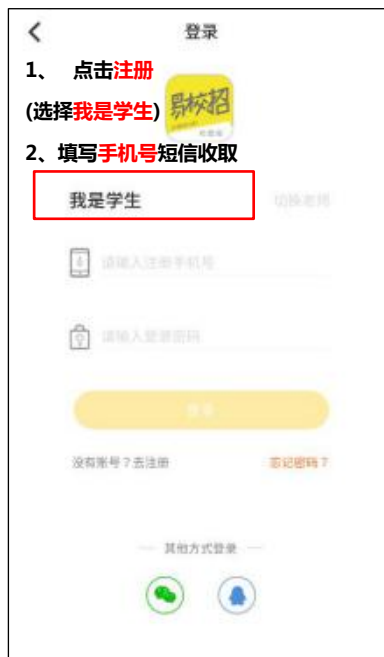 登录
1、 点击注册
(选择我是学生)
易校招
2、填写手机号短信收取
我是学生 切换老师
请输入注册手机号
请输入登录密码
登录
没有账号？去注册 忘记密码？
其他方式登录